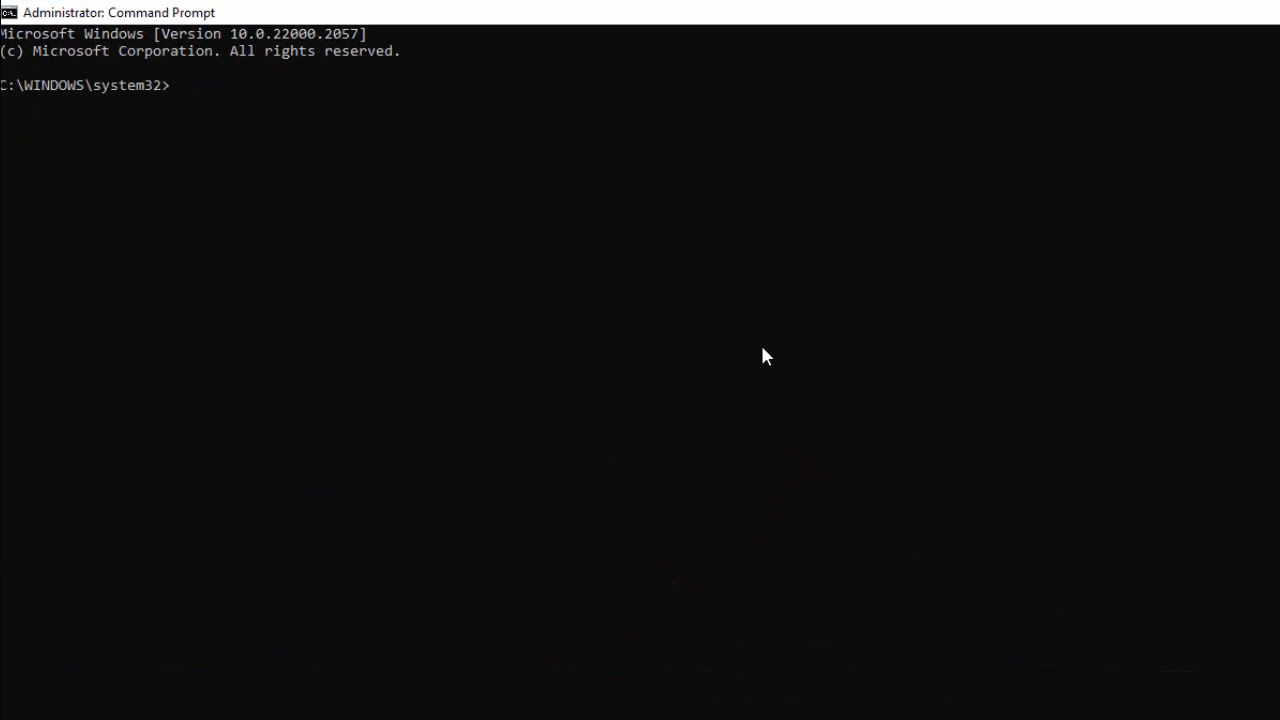 Administrator: Command Prompt
Microsoft Windows [Version 10.0.22000.2057]
(c) Microsoft Corporation. All rights reserved.
C:\WINDOWS\system32>